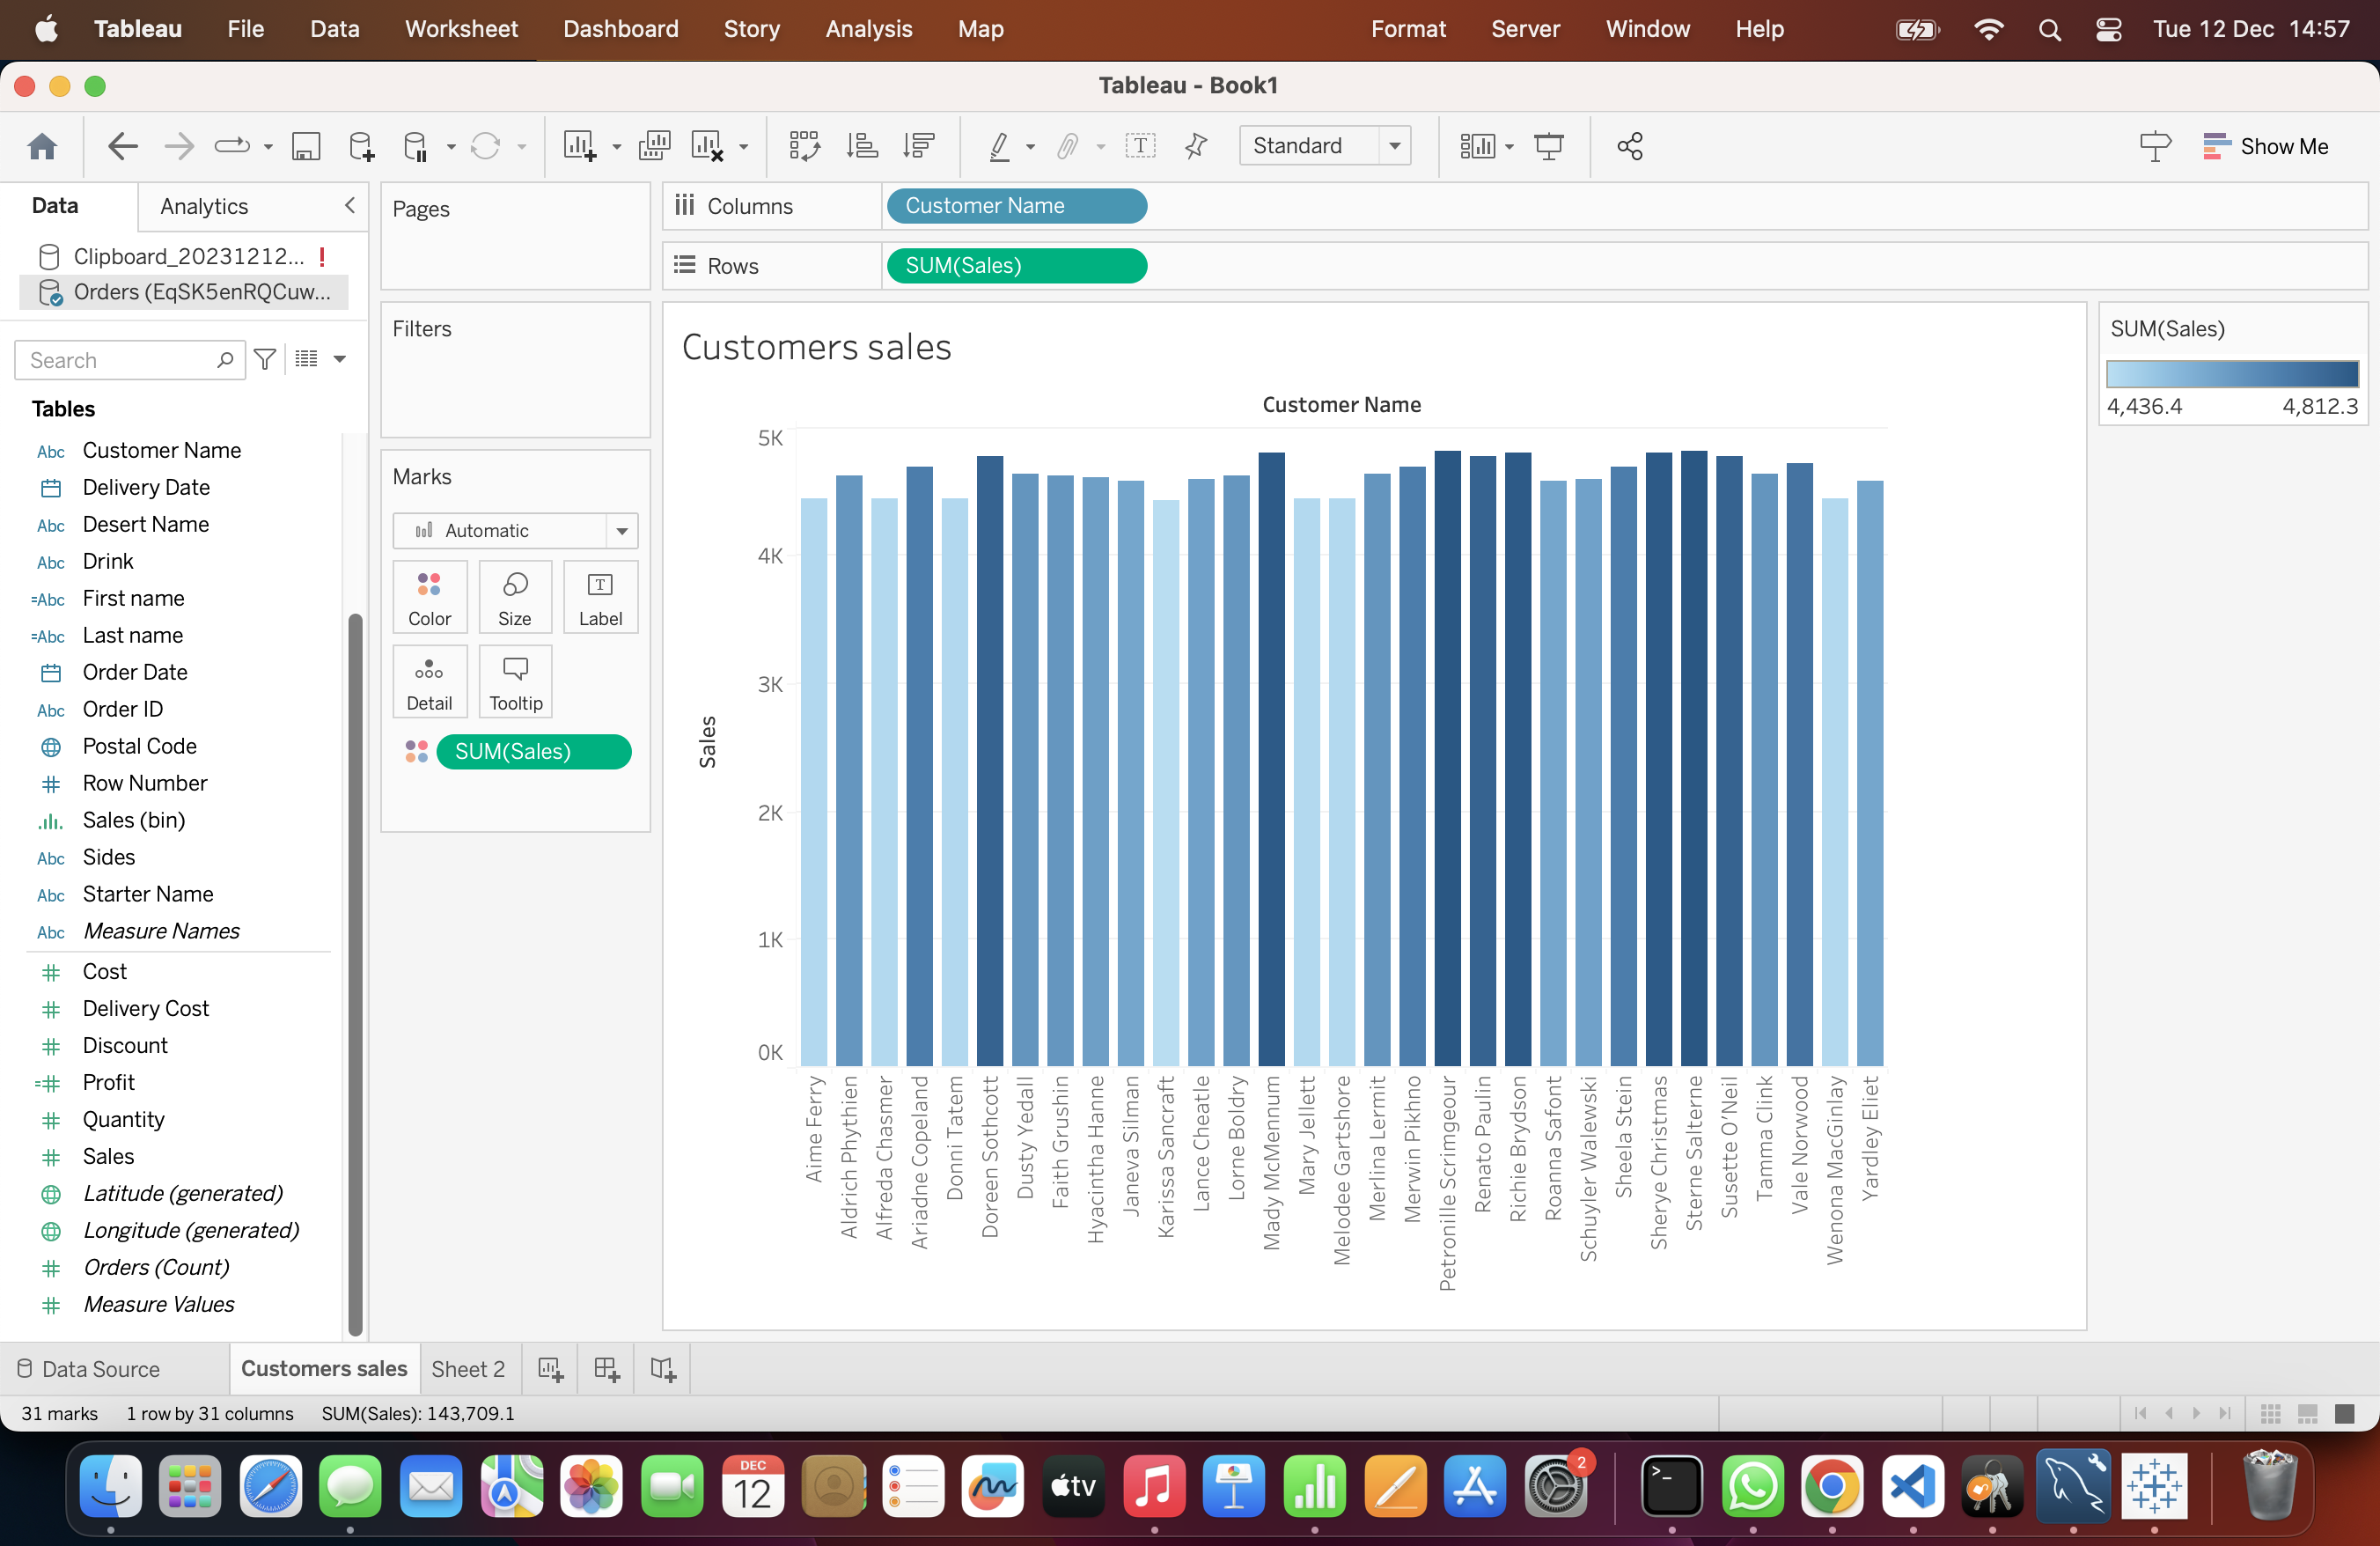 Tableau File Data Worksheet Dashboard Story Analysis Map Format Server Window Help Tue 12 Dec 14:57
Tableau - Book1
Standard
Show Me
Data Analytics
Clipboard_20231212... !
Orders (EqSK5enRQCuw...
Search
Tables
Abc Customer Name
Delivery Date
Abc Desert Name
Abc Drink
=Abc First name
=Abc Last name
Order Date
Abc Order ID
Postal Code
# Row Number
Sales (bin)
Abc Sides
Abc Starter Name
Abc Measure Names
# Cost
# Delivery Cost
# Discount
=# Profit
# Quantity
# Sales
Latitude (generated)
Longitude (generated)
# Orders (Count)
# Measure Values
Pages
Filters
Marks
Automatic
Color Size T Label
Detail Tooltip
SUM(Sales)
Columns Customer Name
Rows SUM(Sales)
Customers sales
Customer Name
5K
4K
3K
2K
1K
0K
Sales
Aime Ferry
Aldrich Phythien
Alfreda Chasmer
Ariadne Copeland
Donni Tatem
Doreen Sothcott
Dusty Yedall
Faith Grushin
Hyacintha Hanne
Janeva Silman
Karissa Sancraft
Lance Cheatle
Lorne Boldry
Mady McMennum
Mary Jellett
Melodee Gartshore
Merlina Lermit
Merwin Pikhno
Petronille Scrimgeour
Renato Paulin
Richie Brydson
Roanna Safont
Schuyler Walewski
Sheela Stein
Sherye Christmas
Sterne Salterne
Susette O'Neil
Tamma Clink
Vale Norwood
Wenona MacGinlay
Yardley Eliet
SUM(Sales)
4,436.4 4,812.3
Data Source Customers sales Sheet 2
31 marks 1 row by 31 columns SUM(Sales): 143,709.1
DEC
12
tv
2